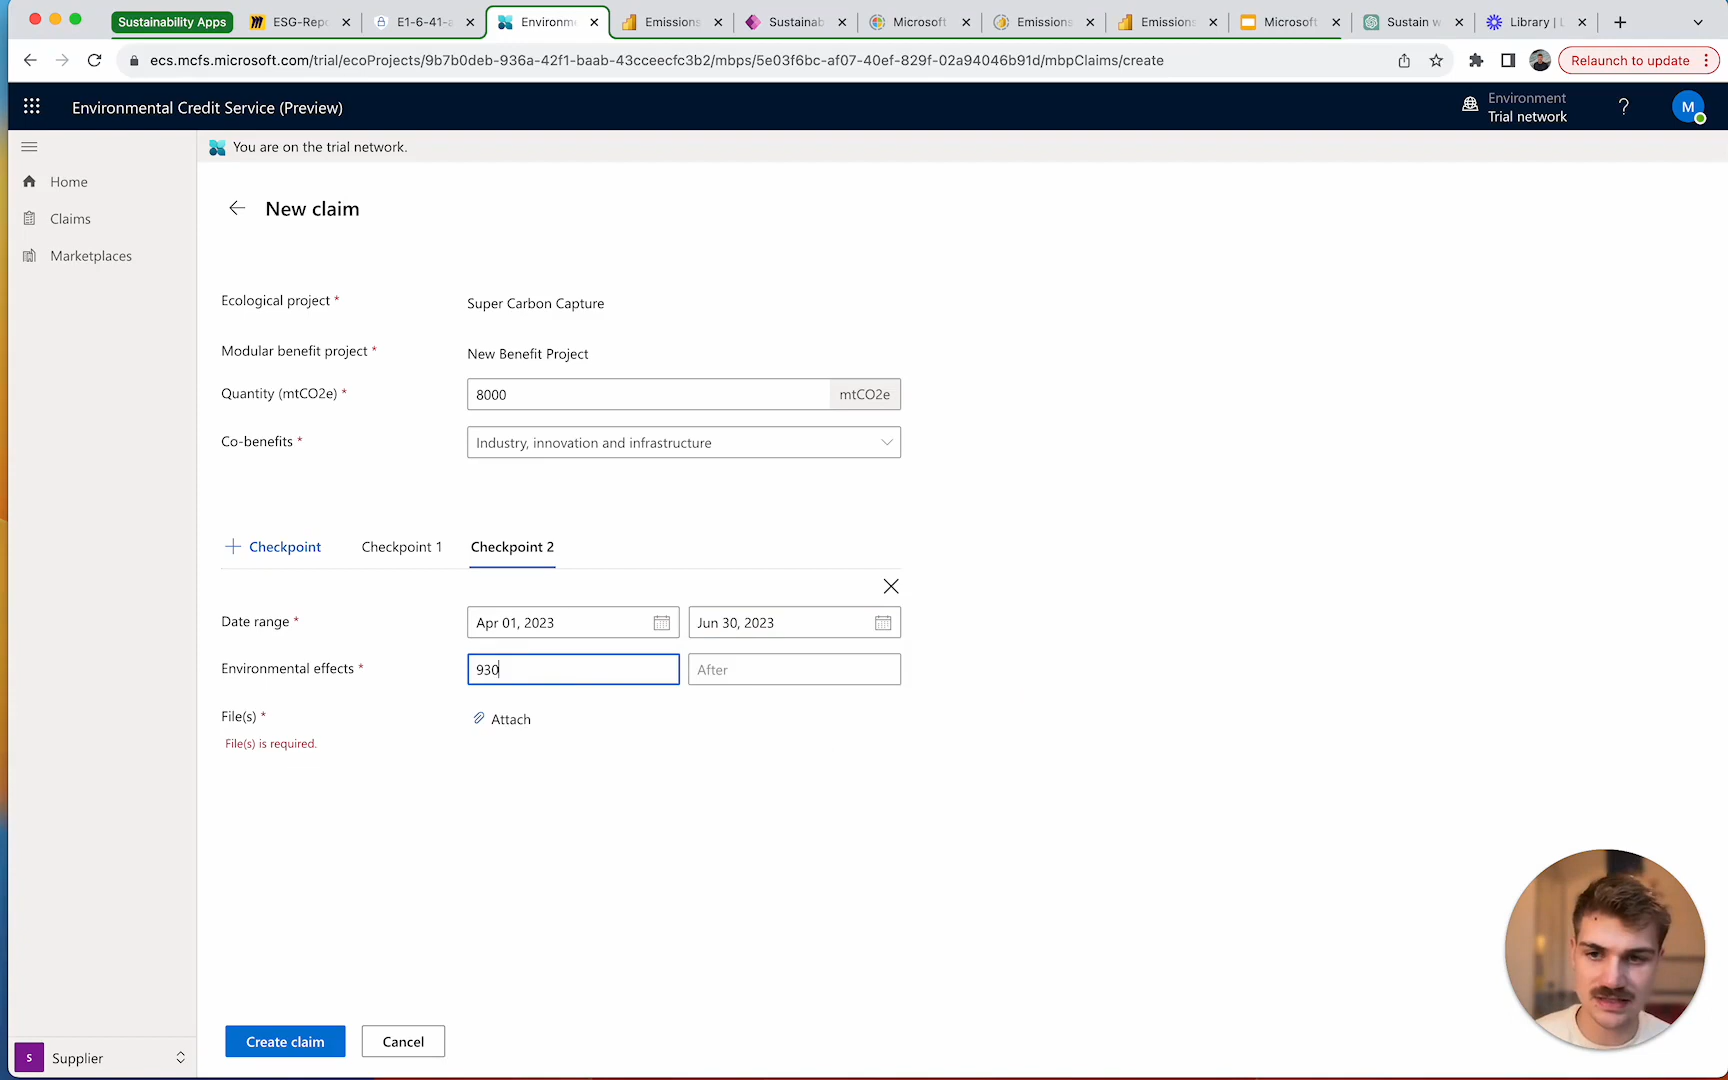 Sustainability Apps
ESG-Rep
E1-6-41-a
Environme
Emissions
Sustainab
Microsoft
Emissions
Emissions
Microsoft
Sustain w
Library | L
ecs.mcfs.microsoft.com/trial/ecoProjects/9b7b0deb-936a-42f1-baab-43cceecfc3b2/mbps/5e03f6bc-af07-40ef-829f-02a94046b91d/mbpClaims/create
Relaunch to update
Environmental Credit Service (Preview)
Environment
Trial network
?
M
You are on the trial network.
Home
Claims
Marketplaces
New claim
Ecological project *
Super Carbon Capture
Modular benefit project *
New Benefit Project
Quantity (mtCO2e) *
8000
mtCO2e
Co-benefits *
Industry, innovation and infrastructure
+ Checkpoint
Checkpoint 1
Checkpoint 2
Date range *
Apr 01, 2023
Jun 30, 2023
Environmental effects *
930
After
File(s) *
Attach
File(s) is required.
Create claim
Cancel
S
Supplier